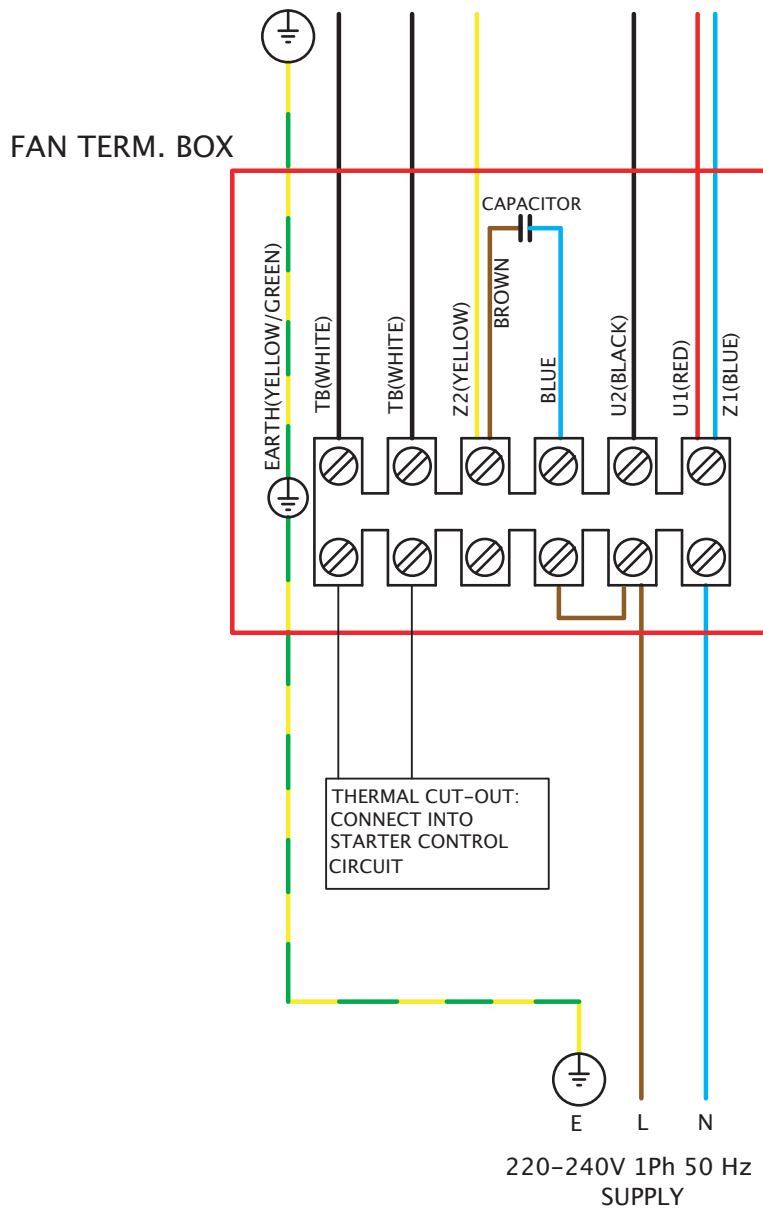 FAN TERM. BOX
CAPACITOR
EARTH(YELLOW/GREEN)
TB(WHITE)
TB(WHITE)
Z2(YELLOW)
BROWN
BLUE
U2(BLACK)
U1(RED)
Z1(BLUE)
THERMAL CUT-OUT:
CONNECT INTO
STARTER CONTROL
CIRCUIT
E L N
220-240V 1Ph 50 Hz
SUPPLY